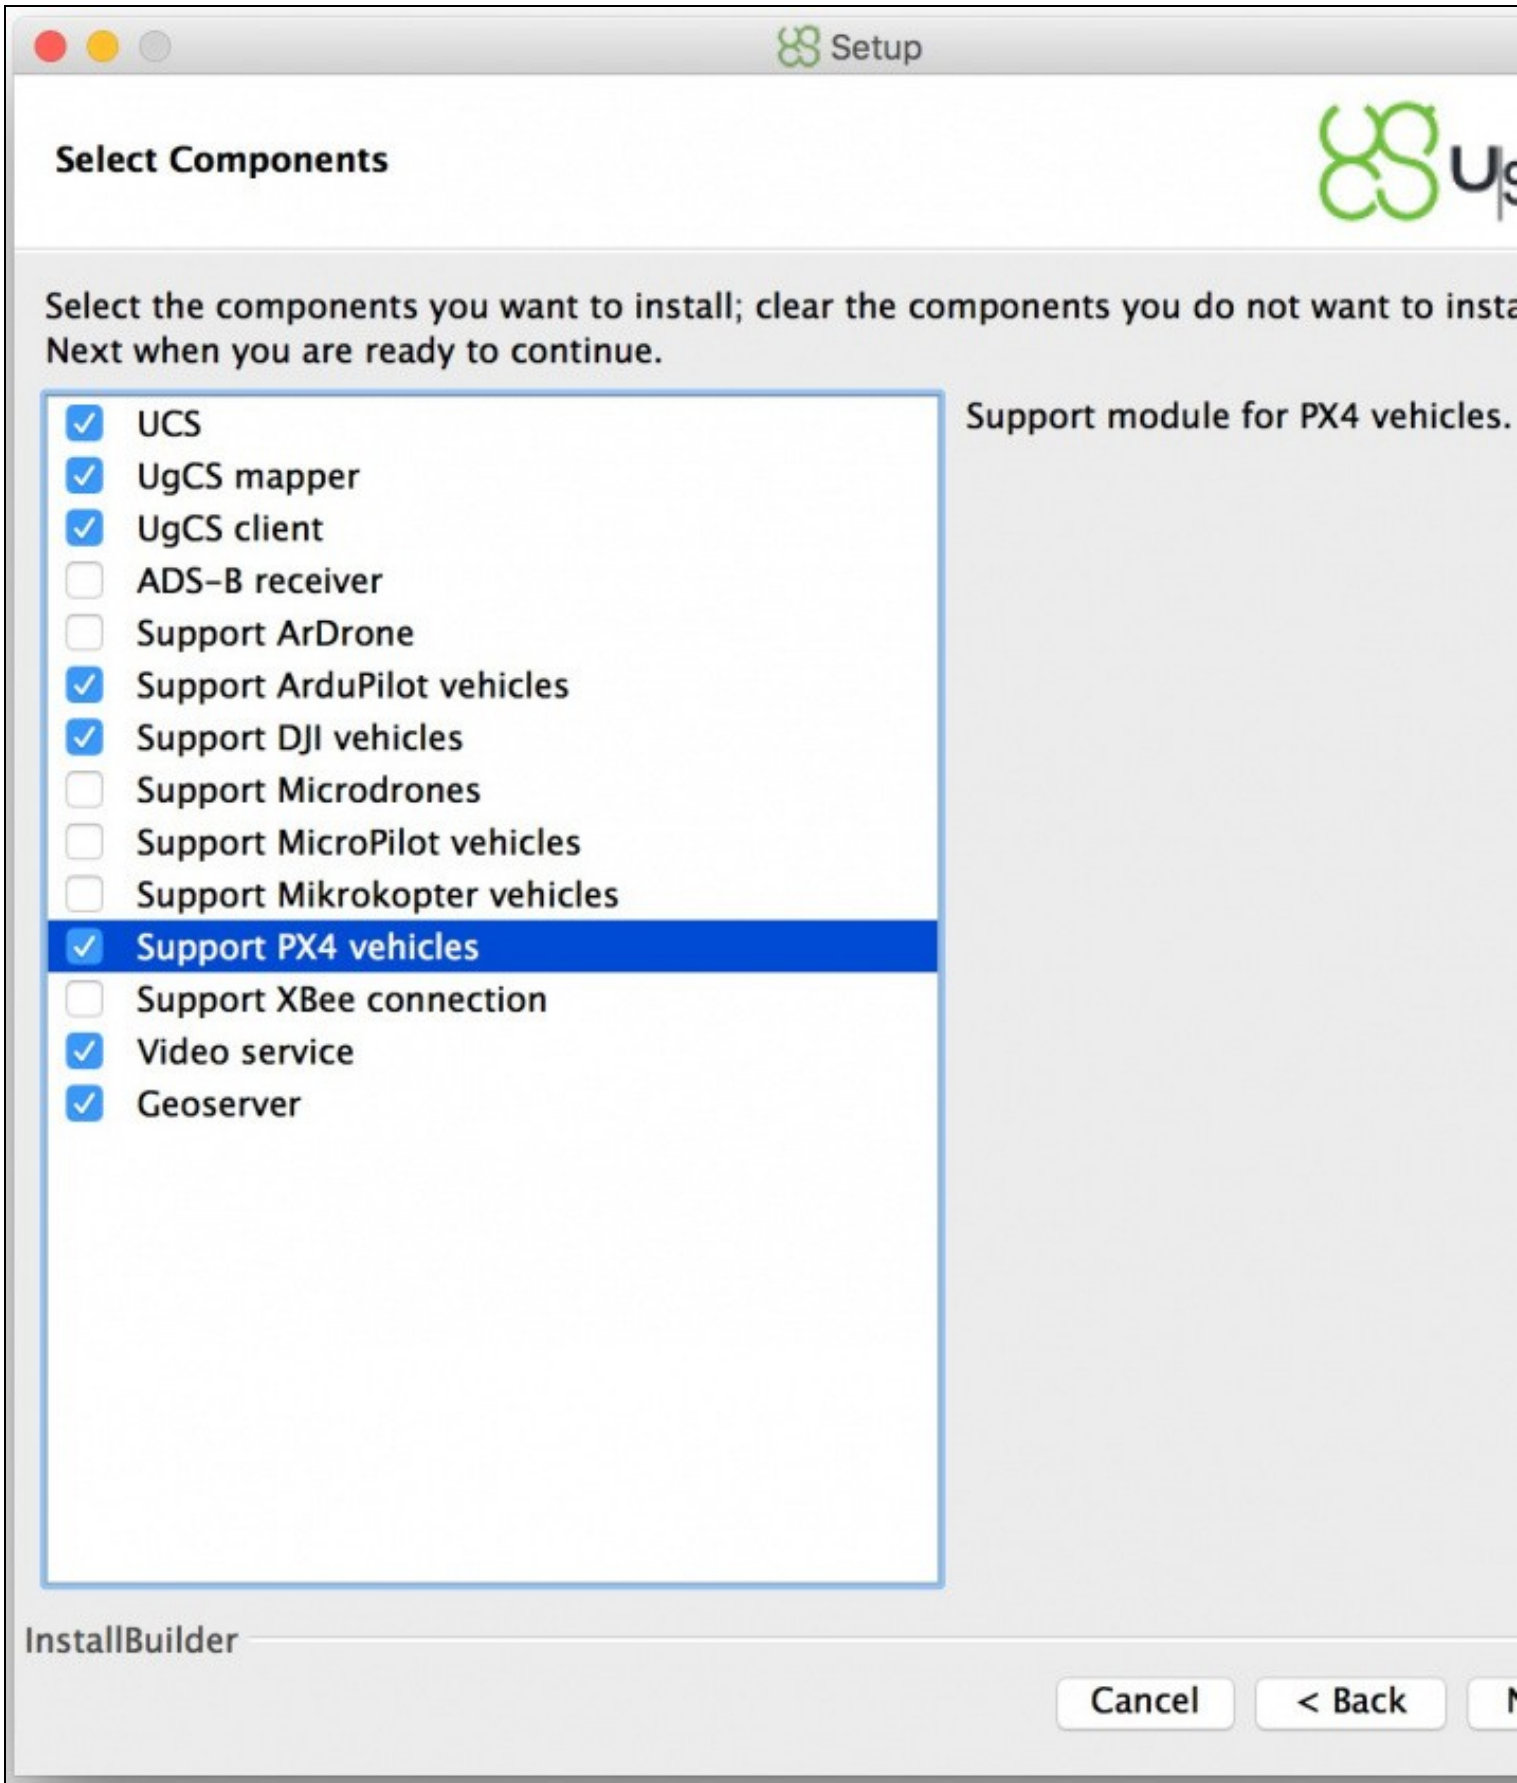 Setup
Select Components
Select the components you want to install; clear the components you do not want to
Next when you are ready to continue.
UCS
UgCS mapper
UgCS client
ADS-B receiver
Support ArDrone
Support ArduPilot vehicles
Support DJI vehicles
Support Microdrones
Support MicroPilot vehicles
Support Mikrokopter vehicles
Support PX4 vehicles
Support XBee connection
Video service
Geoserver
Support module for PX4 vehicles.
InstallBuilder
Cancel
< Back